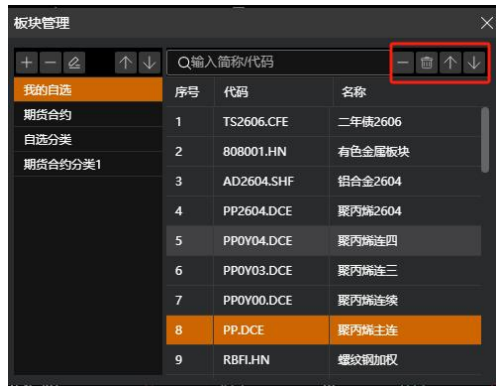 板块管理
输入简称/代码
我的自选
期货合约
自选分类
期货合约分类1
序号 代码 名称
1 TS2606.CFE 二年债2606
2 808001.HN 有色金属板块
3 AD2604.SHF 铝合金2604
4 PP2604.DCE 聚丙烯2604
5 PP0Y04.DCE 聚丙烯连四
6 PP0Y03.DCE 聚丙烯连三
7 PP0Y00.DCE 聚丙烯连续
8 PP.DCE 聚丙烯主连
9 RBFI.HN 螺纹钢加权